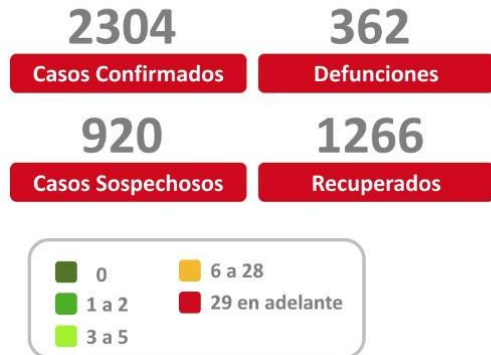 2304 362
Casos Confirmados Defunciones
920 1266
Casos Sospechosos Recuperados
0 6 a 28
1 a 2 29 en adelante
3 a 5